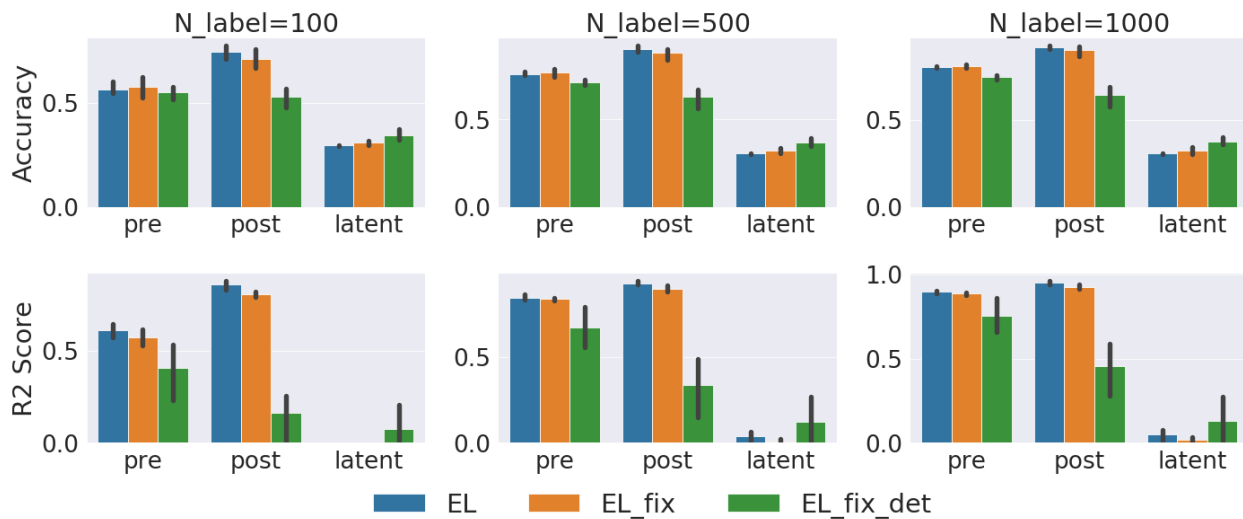 N_label=100 N_label=500 N_label=1000
Accuracy
0.5 0.5 0.5
0.0 0.0 0.0
pre post latent pre post latent pre post latent
R2 Score
1.0
0.5 0.5 0.5
0.0 0.0 0.0
pre post latent pre post latent pre post latent
EL EL_fix EL_fix_det